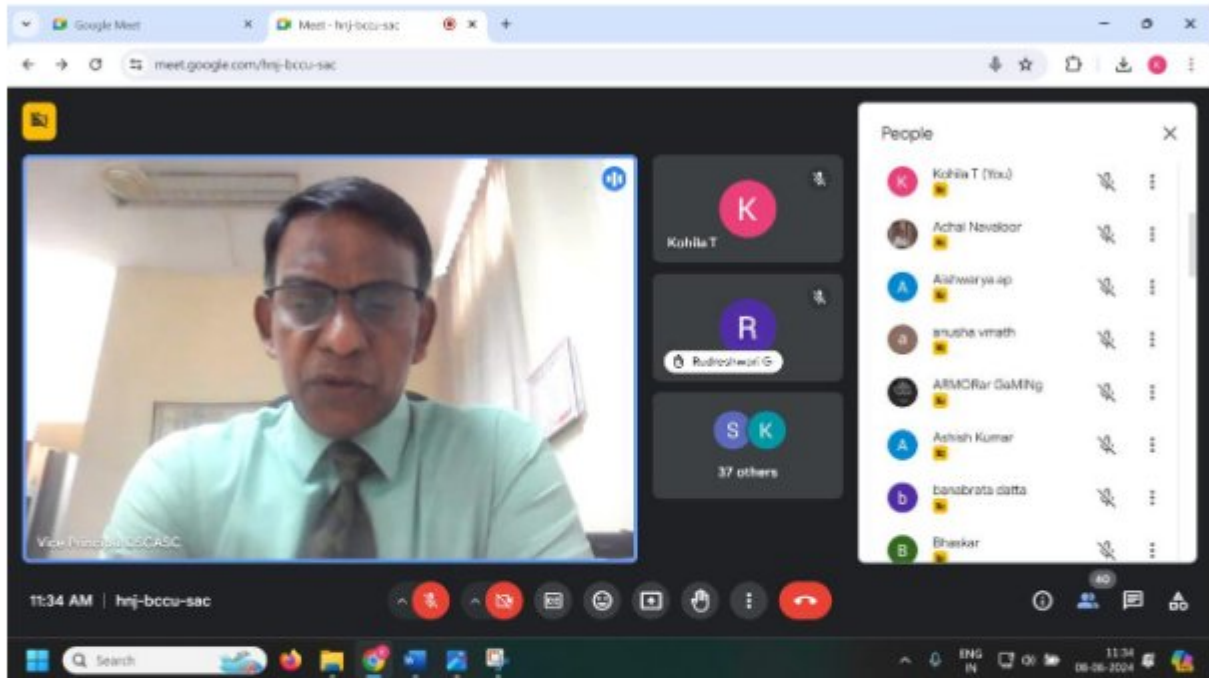 Google Meet
Meet - hnj-bccu-sac
meet.google.com/hnj-bccu-sac
People
Kohila T (You)
Achal Navaloor
Aishwarya ap
anusha vmath
ARMORar GaMiNg
Ashish Kumar
banabrata datta
Bhaskar
K
A
a
A
b
B
K
Kohila T
R
Rudreshwari G
S K
37 others
Vice Principal DSCASC
11:34 AM | hnj-bccu-sac
40
Search
ENG
IN
11:34
06-06-2024